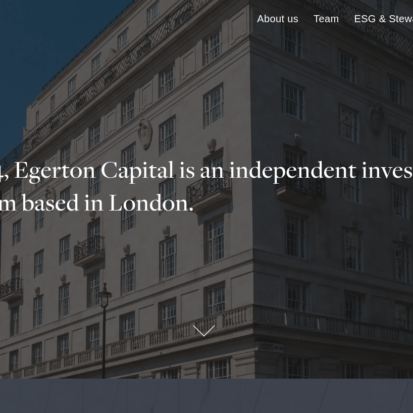 About us Team ESG & Stew
, Egerton Capital is an independent inves
m based in London.